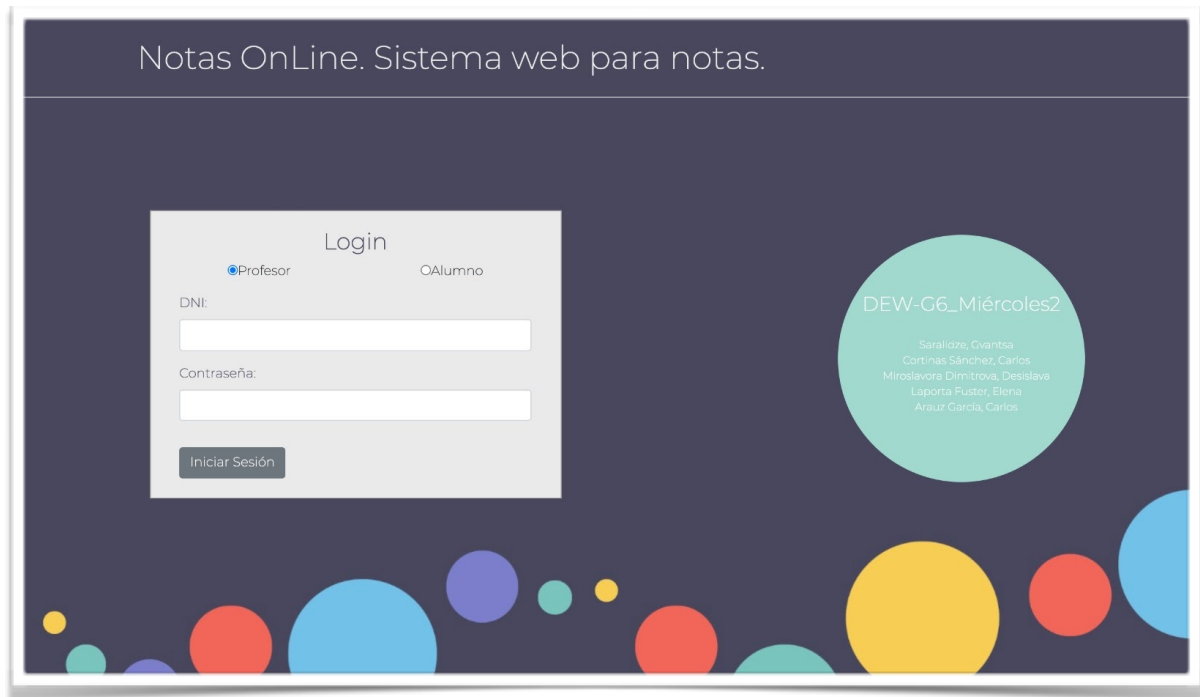 Notas OnLine. Sistema web para notas.
Login
Profesor
Alumno
DNI:
Contraseña:
Iniciar Sesión
DEW-G6_Miércoles2
Saralidze, Gvantsa
Cortinas Sánchez, Carlos
Miroslavora Dimitrova, Desislava
Laporta Fuster, Elena
Arauz García, Carlos